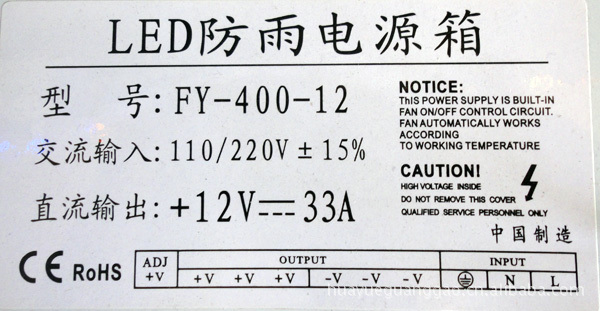 LED防雨电源箱
型 号: FY-400-12
交流输入: 110/220V ± 15%
直流输出: +12V⎓33A
NOTICE:
THIS POWER SUPPLY IS BUILT-IN
FAN ON/OFF CONTROL CIRCUIT.
FAN AUTOMATICALLY WORKS
ACCORDING
TO WORKING TEMPERATURE
CAUTION!
HIGH VOLTAGE INSIDE
DO NOT REMOVE THIS COVER
QUALIFIED SERVICE PERSONNEL ONLY
中国制造
CE RoHS
ADJ OUTPUT INPUT
+V +V +V +V -V -V -V N L